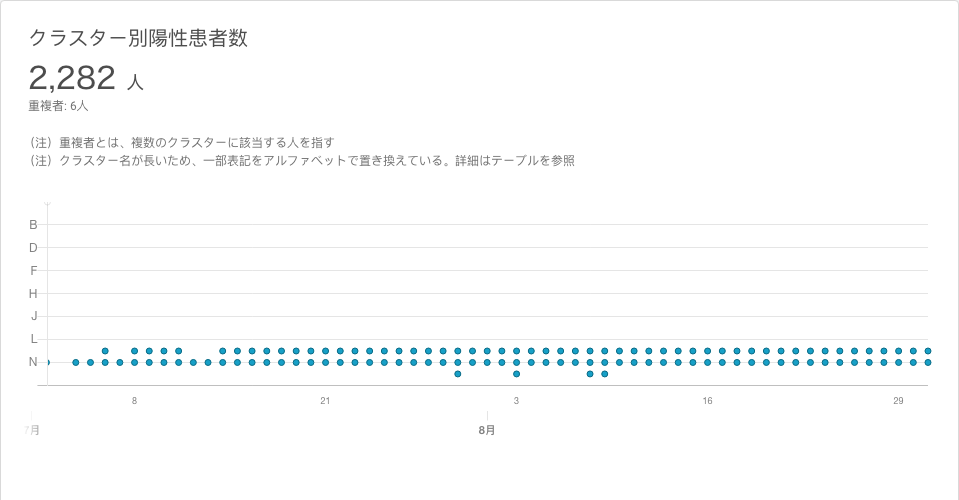 クラスター別陽性患者数
2,282 人
重複者: 6人
（注）重複者とは、複数のクラスターに該当する人を指す
（注）クラスター名が長いため、一部表記をアルファベットで置き換えている。詳細はテーブルを参照
B
D
F
H
J
L
N
8 21 3 16 29
7月 8月